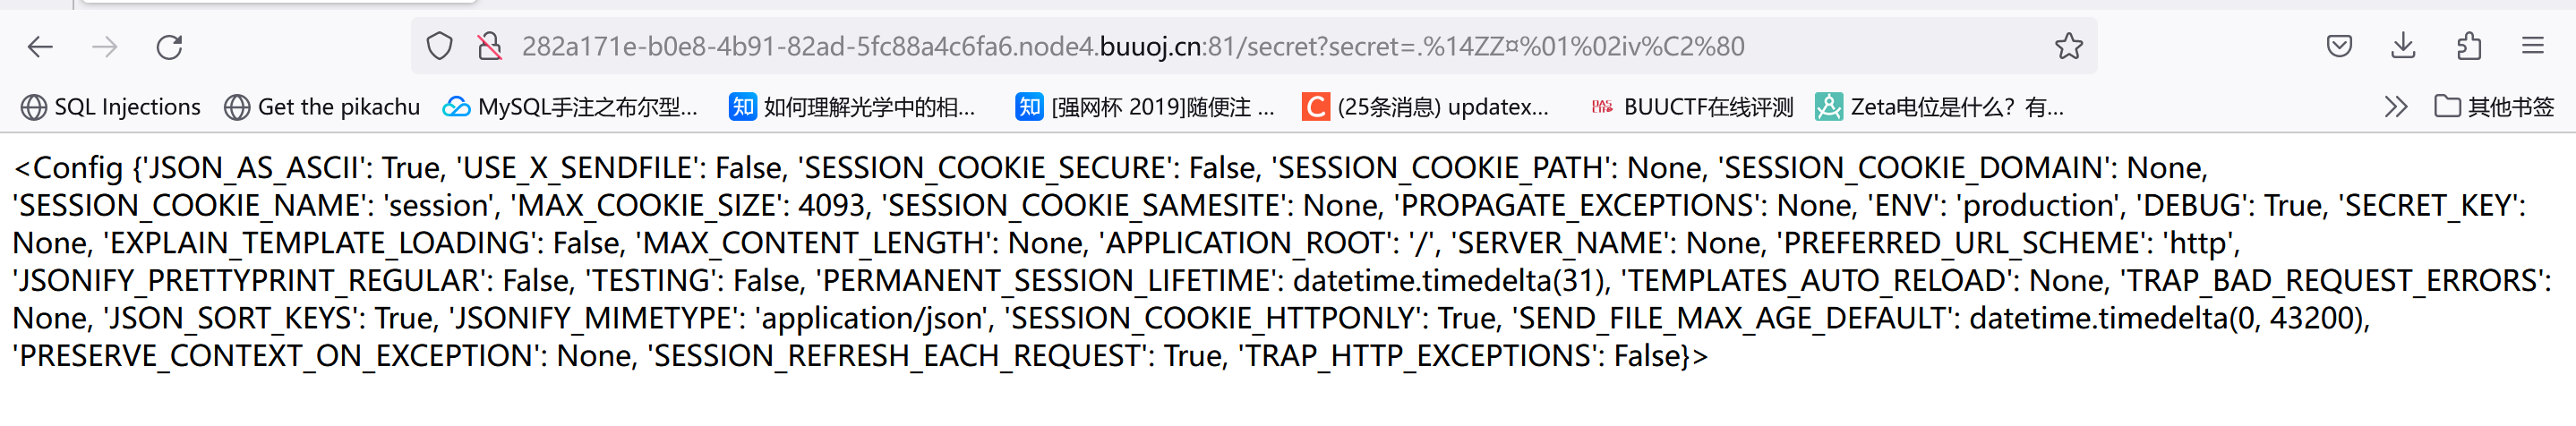 282a171e-b0e8-4b91-82ad-5fc88a4c6fa6.node4.buuoj.cn:81/secret?secret=.%14ZZ¤%01%02iv%C2%80
SQL Injections Get the pikachu MySQL手注之布尔型... 知 如何理解光学中的相... 知 [强网杯 2019]随便注 ... C (25条消息) updatex... BUUCTF在线评测 Zeta电位是什么？有... 其他书签
<Config {'JSON_AS_ASCII': True, 'USE_X_SENDFILE': False, 'SESSION_COOKIE_SECURE': False, 'SESSION_COOKIE_PATH': None, 'SESSION_COOKIE_DOMAIN': None,
'SESSION_COOKIE_NAME': 'session', 'MAX_COOKIE_SIZE': 4093, 'SESSION_COOKIE_SAMESITE': None, 'PROPAGATE_EXCEPTIONS': None, 'ENV': 'production', 'DEBUG': True, 'SECRET_KEY':
None, 'EXPLAIN_TEMPLATE_LOADING': False, 'MAX_CONTENT_LENGTH': None, 'APPLICATION_ROOT': '/', 'SERVER_NAME': None, 'PREFERRED_URL_SCHEME': 'http',
'JSONIFY_PRETTYPRINT_REGULAR': False, 'TESTING': False, 'PERMANENT_SESSION_LIFETIME': datetime.timedelta(31), 'TEMPLATES_AUTO_RELOAD': None, 'TRAP_BAD_REQUEST_ERRORS':
None, 'JSON_SORT_KEYS': True, 'JSONIFY_MIMETYPE': 'application/json', 'SESSION_COOKIE_HTTPONLY': True, 'SEND_FILE_MAX_AGE_DEFAULT': datetime.timedelta(0, 43200),
'PRESERVE_CONTEXT_ON_EXCEPTION': None, 'SESSION_REFRESH_EACH_REQUEST': True, 'TRAP_HTTP_EXCEPTIONS': False}>